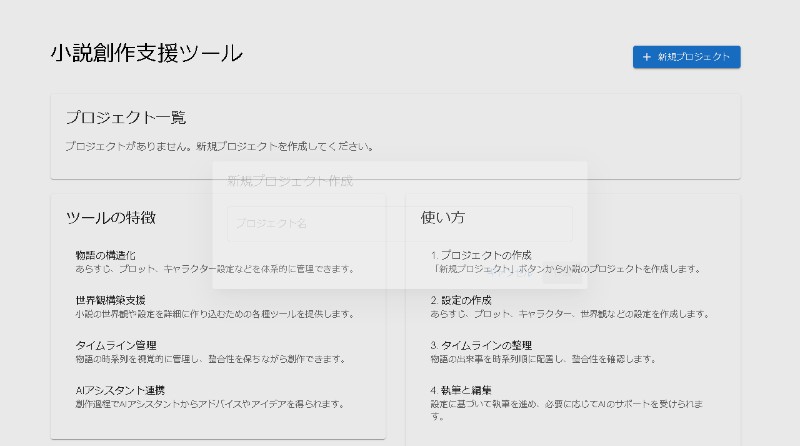 小説創作支援ツール
+ 新規プロジェクト
プロジェクト一覧
プロジェクトがありません。新規プロジェクトを作成してください。
新規プロジェクト作成
プロジェクト名
ツールの特徴
物語の構造化
あらすじ、プロット、キャラクター設定などを体系的に管理できます。
世界観構築支援
小説の世界観や設定を詳細に作り込むための各種ツールを提供します。
タイムライン管理
物語の時系列を視覚的に管理し、整合性を保ちながら創作できます。
AIアシスタント連携
創作過程でAIアシスタントからアドバイスやアイデアを得られます。
使い方
1. プロジェクトの作成
「新規プロジェクト」ボタンから小説のプロジェクトを作成します。
2. 設定の作成
あらすじ、プロット、キャラクター、世界観などの設定を作成します。
3. タイムラインの整理
物語の出来事を時系列順に配置し、整合性を確認します。
4. 執筆と編集
設定に基づいて執筆を進め、必要に応じてAIのサポートを受けられま
す。